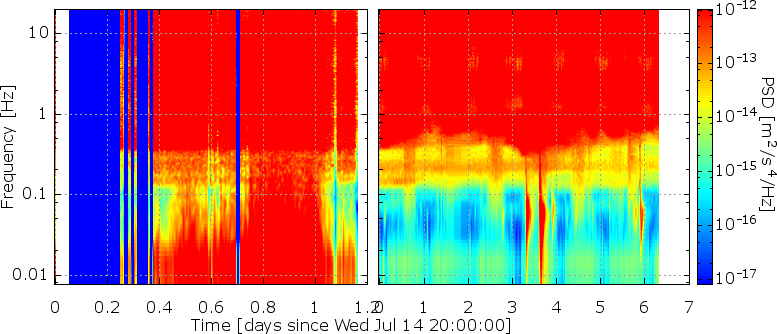 10
1
0.1
0.01
Frequency [Hz]
0 0.2 0.4 0.6 0.8 1 1.2
0 1 2 3 4 5 6 7
Time [days since Wed Jul 14 20:00:00]
10⁻¹²
10⁻¹³
10⁻¹⁴
10⁻¹⁵
10⁻¹⁶
10⁻¹⁷
PSD [m²/s⁴/Hz]